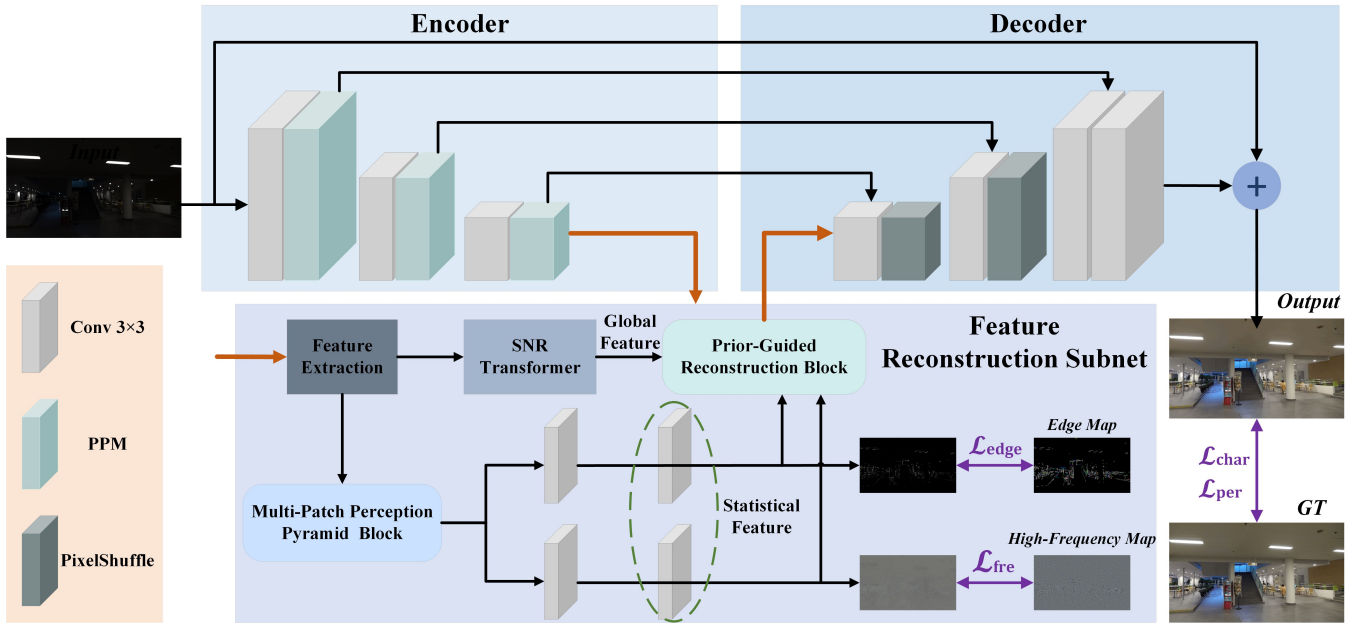 Encoder
Decoder
Input
Conv 3×3
PPM
PixelShuffle
Feature
Extraction
SNR
Transformer
Global
Feature
Prior-Guided
Reconstruction Block
Feature
Reconstruction Subnet
Multi-Patch Perception
Pyramid Block
Statistical
Feature
ℒedge
Edge Map
ℒfre
High-Frequency Map
+
Output
ℒchar
ℒper
GT